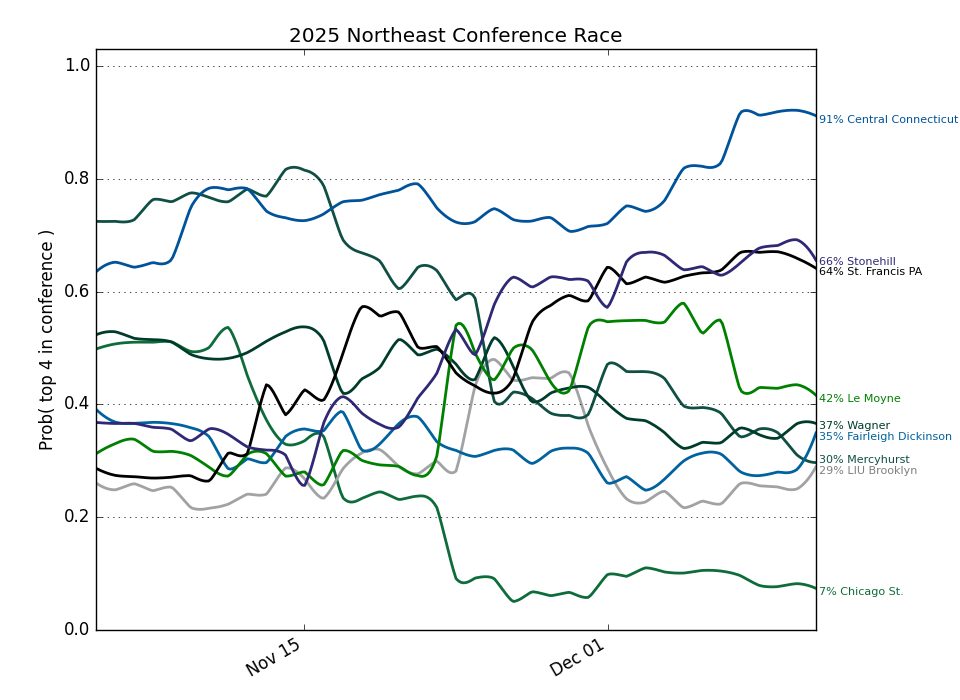 2025 Northeast Conference Race
Prob( top 4 in conference )
1.0
0.8
0.6
0.4
0.2
0.0
Nov 15
Dec 01
91% Central Connecticut
66% Stonehill
64% St. Francis PA
42% Le Moyne
37% Wagner
35% Fairleigh Dickinson
30% Mercyhurst
29% LIU Brooklyn
7% Chicago St.